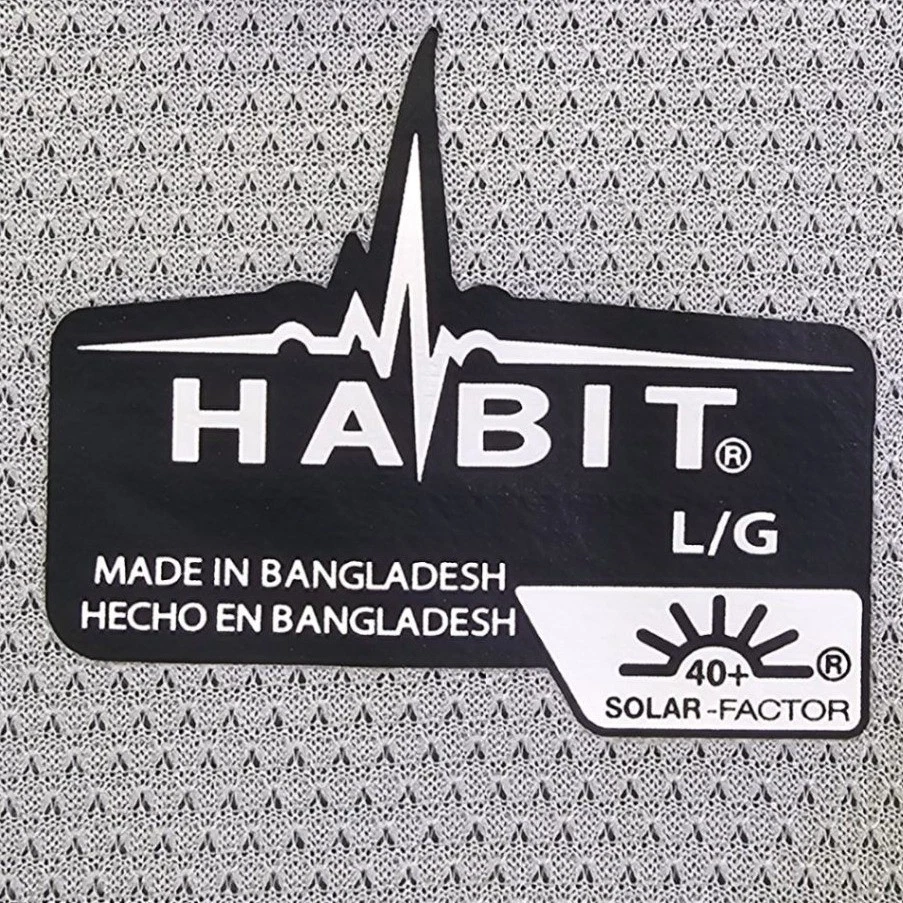 HABIT®
L/G
MADE IN BANGLADESH
HECHO EN BANGLADESH
40+ ®
SOLAR-FACTOR